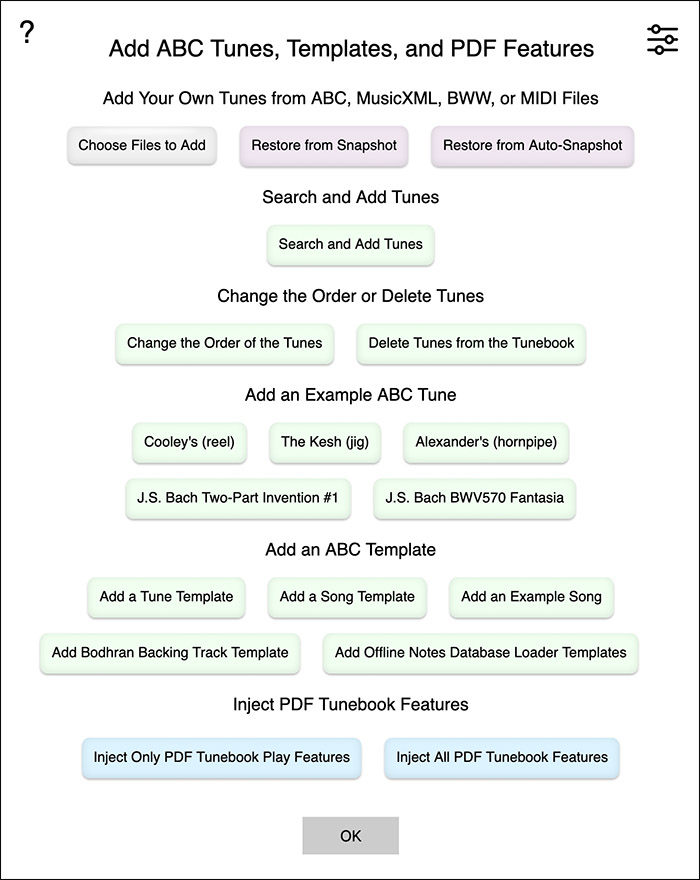 ?
Add ABC Tunes, Templates, and PDF Features
Add Your Own Tunes from ABC, MusicXML, BWW, or MIDI Files
Choose Files to Add Restore from Snapshot Restore from Auto-Snapshot
Search and Add Tunes
Search and Add Tunes
Change the Order or Delete Tunes
Change the Order of the Tunes Delete Tunes from the Tunebook
Add an Example ABC Tune
Cooley's (reel) The Kesh (jig) Alexander's (hornpipe)
J.S. Bach Two-Part Invention #1 J.S. Bach BWV570 Fantasia
Add an ABC Template
Add a Tune Template Add a Song Template Add an Example Song
Add Bodhran Backing Track Template Add Offline Notes Database Loader Templates
Inject PDF Tunebook Features
Inject Only PDF Tunebook Play Features Inject All PDF Tunebook Features
OK